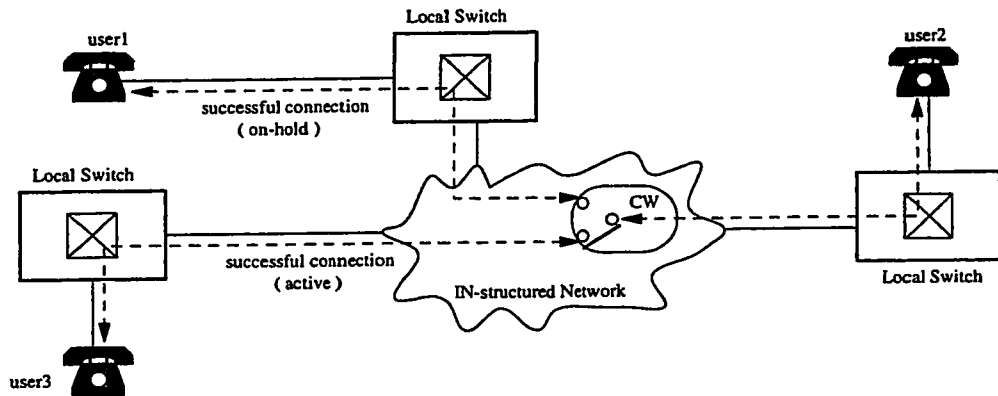 Local Switch
user1
user2
successful connection
( on-hold )
Local Switch
CW
successful connection
( active )
IN-structured Network
Local Switch
user3